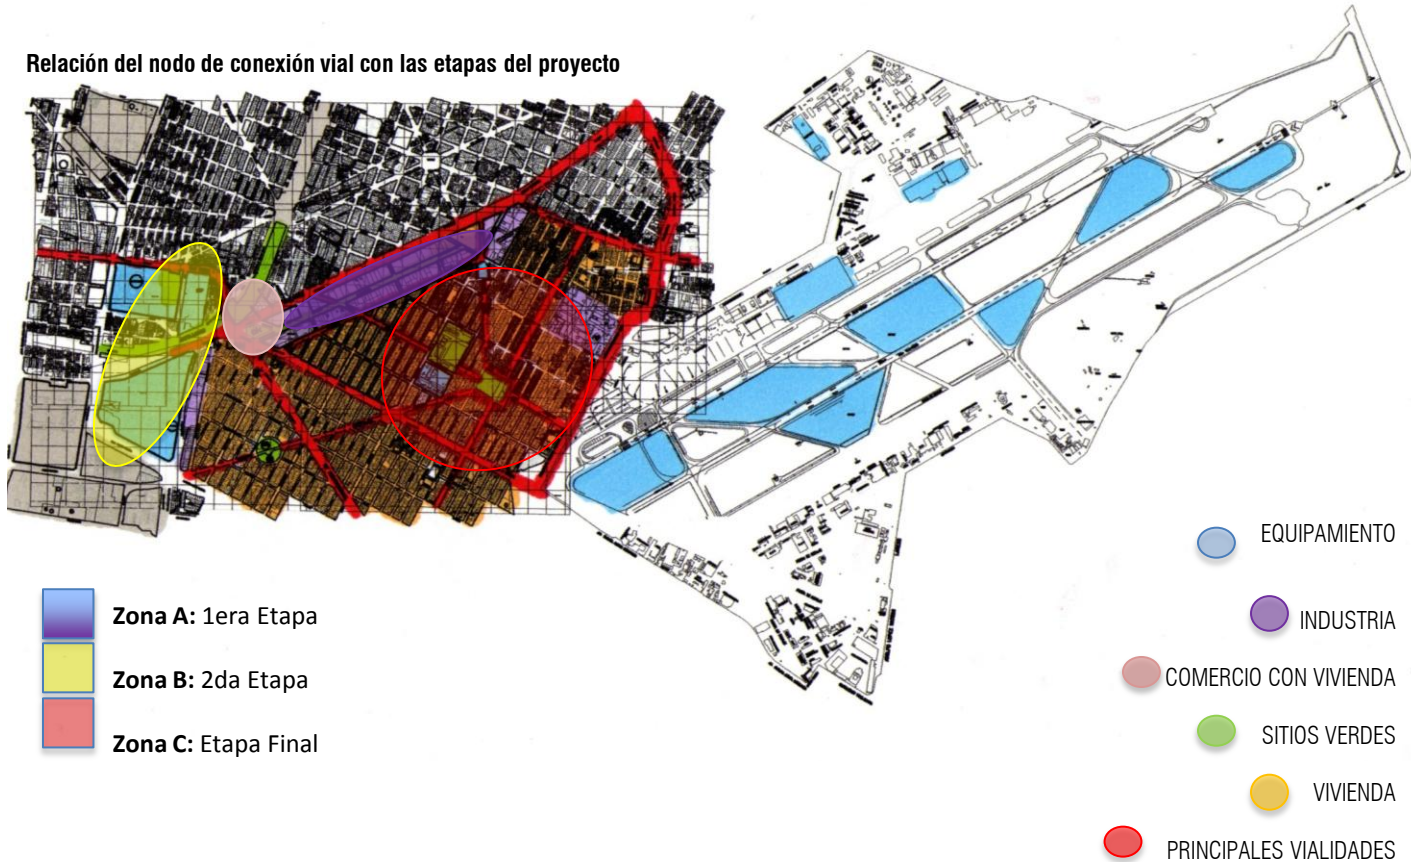 Relación del nodo de conexión vial con las etapas del proyecto
Zona A: 1era Etapa
Zona B: 2da Etapa
Zona C: Etapa Final
EQUIPAMIENTO
INDUSTRIA
COMERCIO CON VIVIENDA
SITIOS VERDES
VIVIENDA
PRINCIPALES VIALIDADES